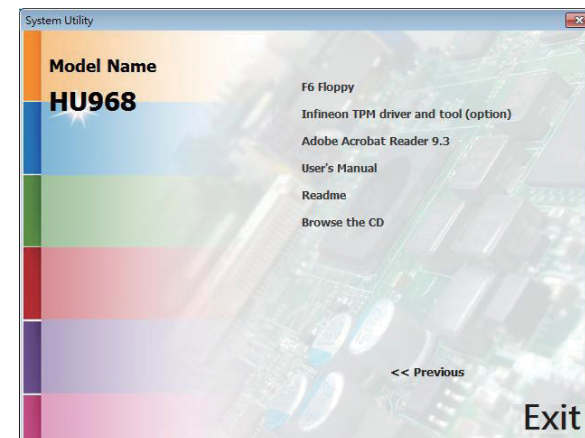 System Utility
Model Name
HU968
F6 Floppy
Infineon TPM driver and tool (option)
Adobe Acrobat Reader 9.3
User's Manual
Readme
Browse the CD
<< Previous
Exit